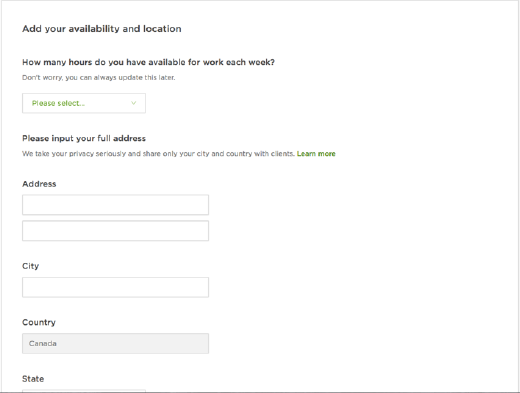 Add your availability and location
How many hours do you have available for work each week?
Don't worry, you can always update this later.
Please select...
Please input your full address
We take your privacy seriously and share only your city and country with clients. Learn more
Address
City
Country
Canada
State